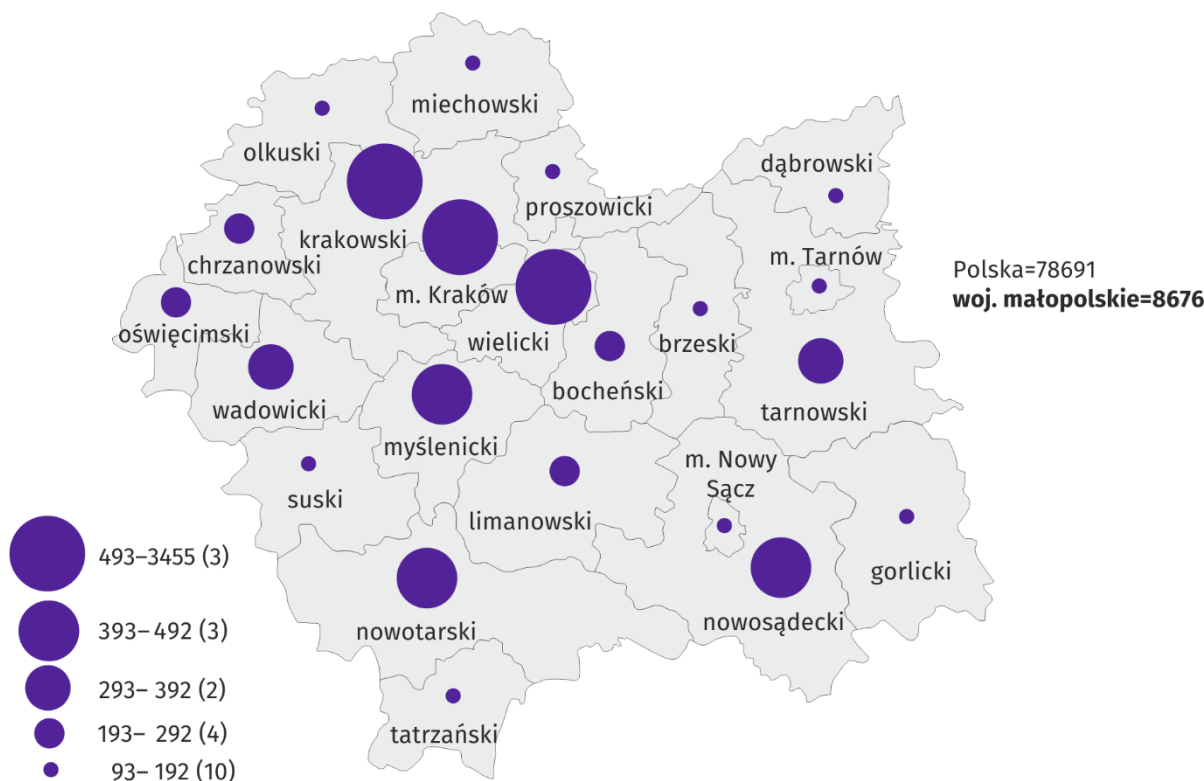 miechowski
olkuski
dąbrowski
proszowicki
krakowski
chrzanowski
m. Tarnów
Polska=78691
woj. małopolskie=8676
m. Kraków
oświęcimski
wielicki
brzeski
bocheński
wadowicki
tarnowski
myślenicki
m. Nowy
Sącz
suski
limanowski
493–3455 (3)
gorlicki
nowosądecki
393– 492 (3)
nowotarski
293– 392 (2)
193– 292 (4)
tatrzański
93– 192 (10)